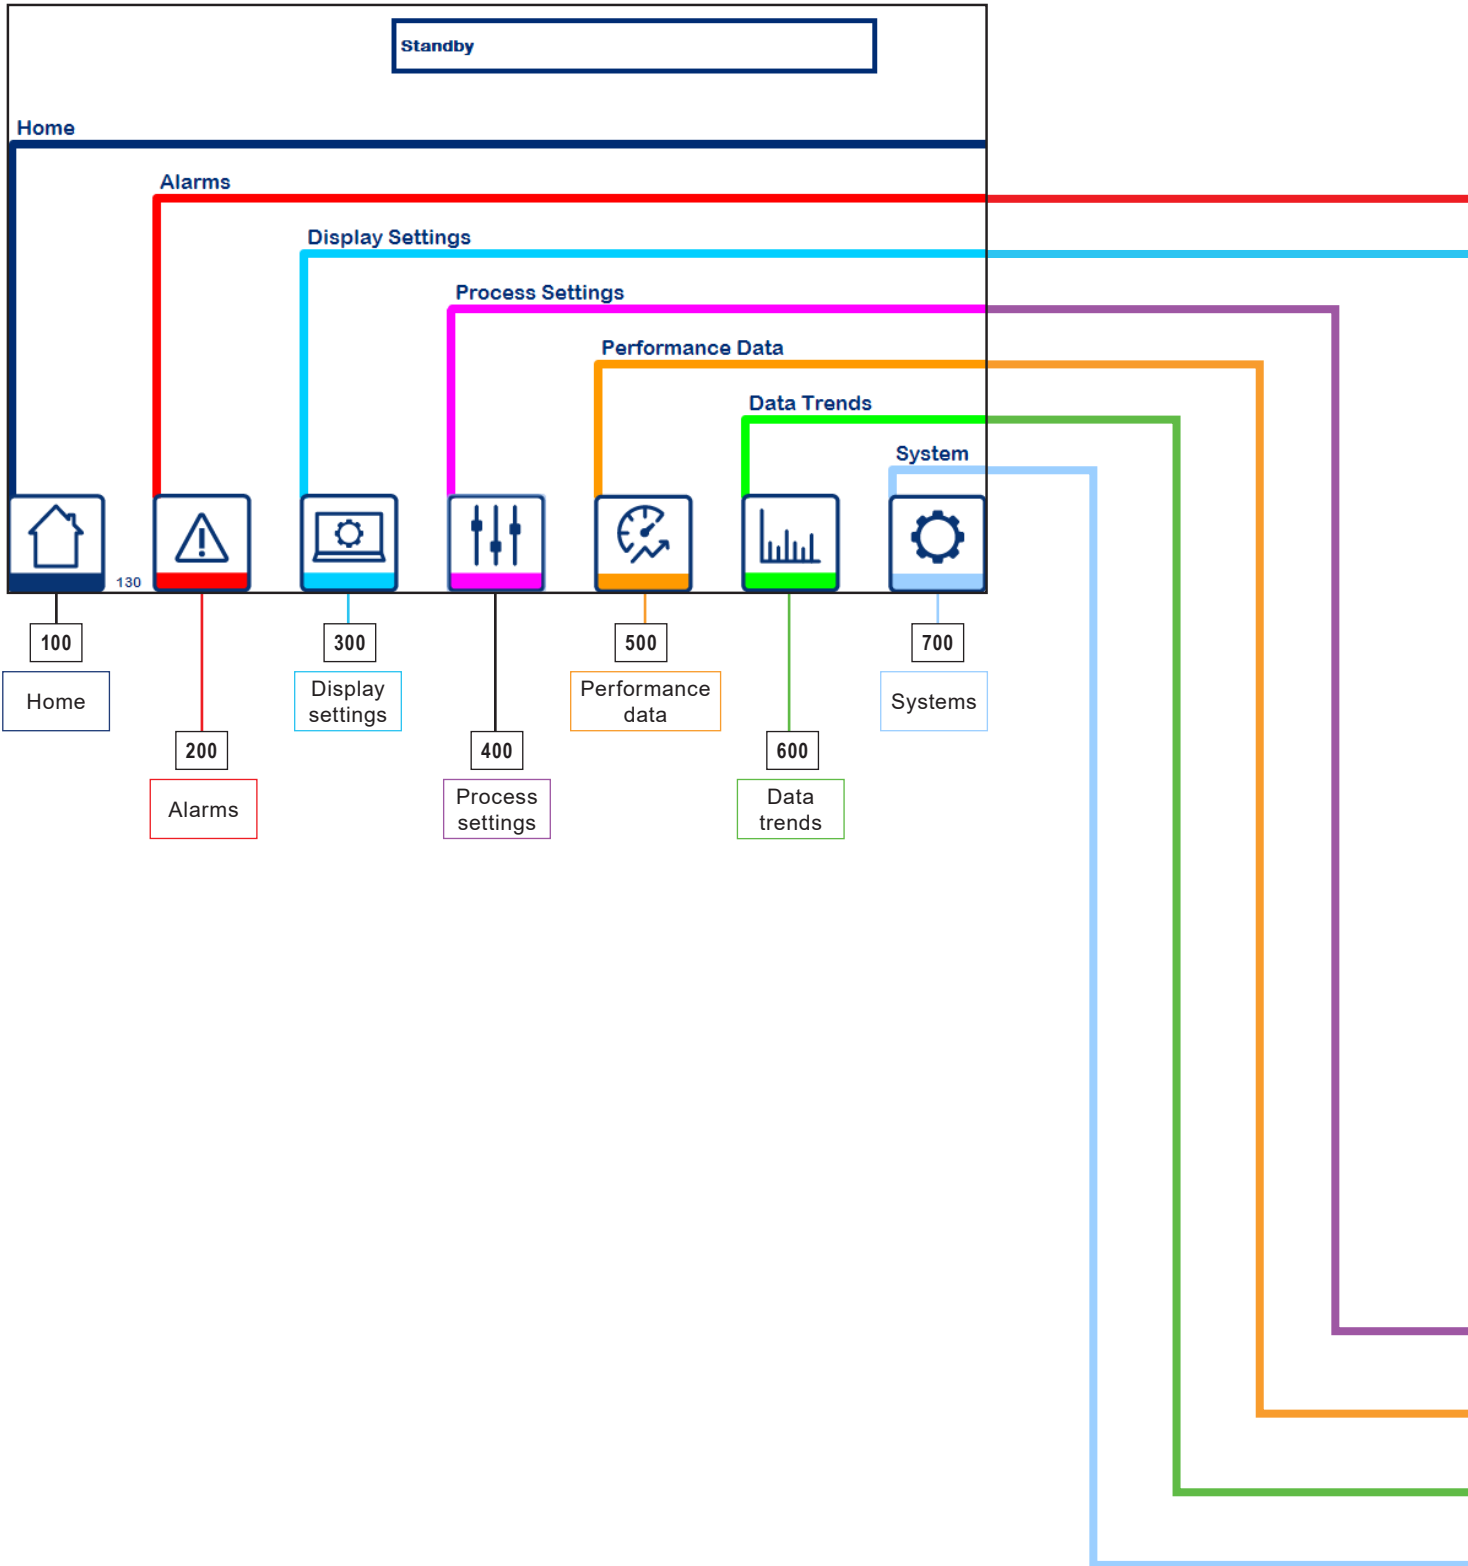 Standby
Home
Alarms
Display Settings
Process Settings
Performance Data
Data Trends
System
130
100
300
500
700
Home
Display
settings
Performance
data
Systems
200
400
600
Alarms
Process
settings
Data
trends